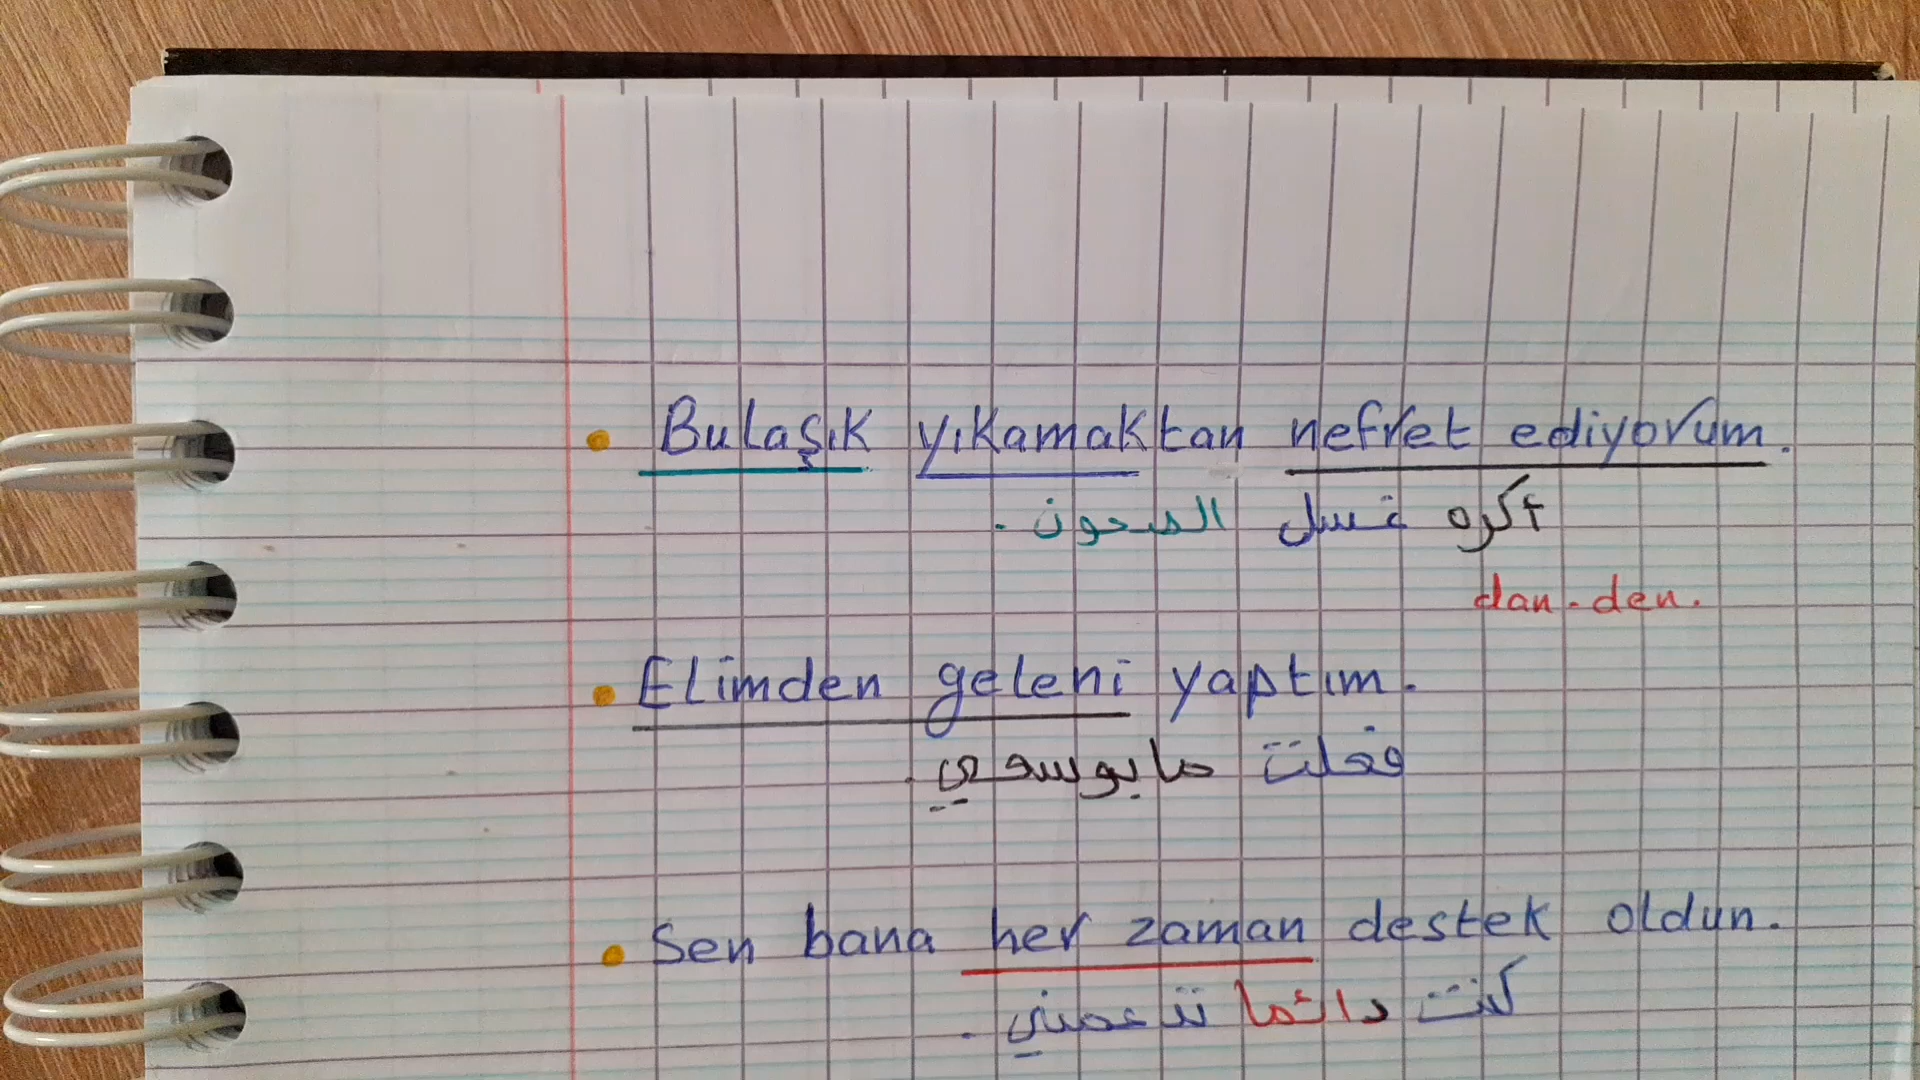 • Bulaşık yıkamaktan nefret ediyorum.
أكره غسل الصحون.
dan - den.
• Elimden geleni yaptım.
فعلت ما بوسعي.
• Sen bana her zaman destek oldun.
كنت دائما تدعمني.